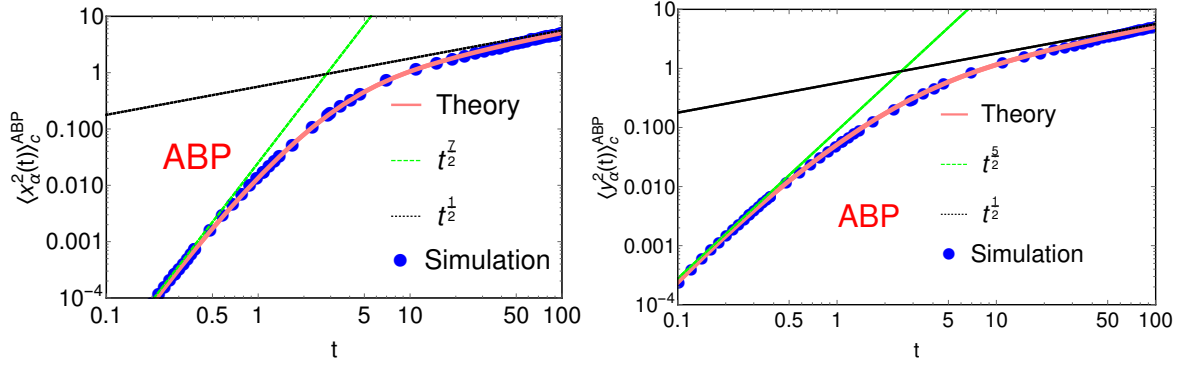 ⟨x²_α(t)⟩_c^ABP
10
1
0.100
0.010
0.001
10⁻⁴
ABP
Theory
t^(7/2)
t^(1/2)
Simulation
0.1 0.5 1 5 10 50 100
t
⟨y²_α(t)⟩_c^ABP
10
1
0.100
0.010
0.001
10⁻⁴
ABP
Theory
t^(5/2)
t^(1/2)
Simulation
0.1 0.5 1 5 10 50 100
t